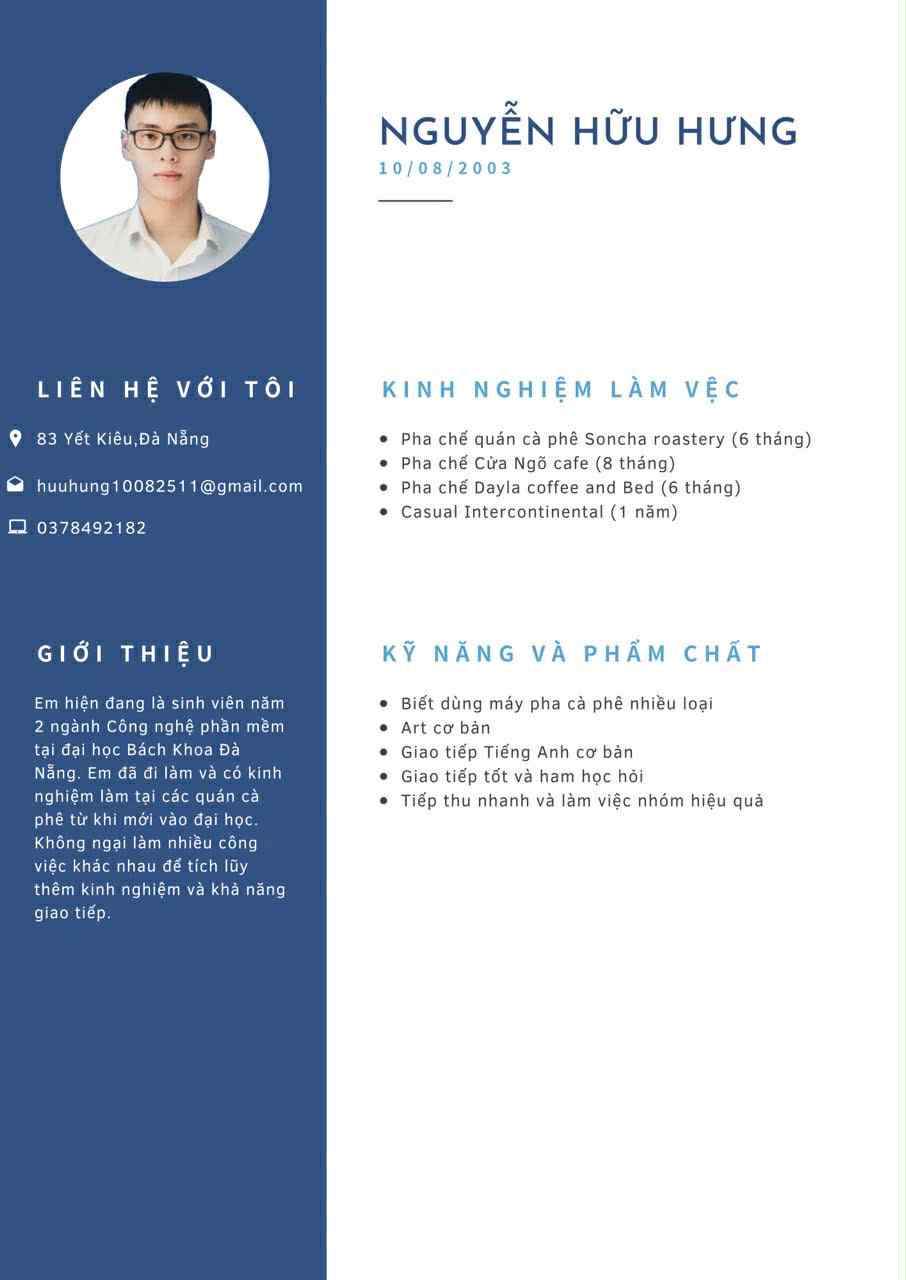 NGUYỄN HỮU HƯNG
10/08/2003
LIÊN HỆ VỚI TÔI
83 Yết Kiêu,Đà Nẵng
huuhung10082511@gmail.com
0378492182
KINH NGHIỆM LÀM VỆC
Pha chế quán cà phê Soncha roastery (6 tháng)
Pha chế Cửa Ngõ cafe (8 tháng)
Pha chế Dayla coffee and Bed (6 tháng)
Casual Intercontinental (1 năm)
GIỚI THIỆU
Em hiện đang là sinh viên năm
2 ngành Công nghệ phần mềm
tại đại học Bách Khoa Đà
Nẵng. Em đã đi làm và có kinh
nghiệm làm tại các quán cà
phê từ khi mới vào đại học.
Không ngại làm nhiều công
việc khác nhau để tích lũy
thêm kinh nghiệm và khả năng
giao tiếp.
KỸ NĂNG VÀ PHẨM CHẤT
Biết dùng máy pha cà phê nhiều loại
Art cơ bản
Giao tiếp Tiếng Anh cơ bản
Giao tiếp tốt và ham học hỏi
Tiếp thu nhanh và làm việc nhóm hiệu quả